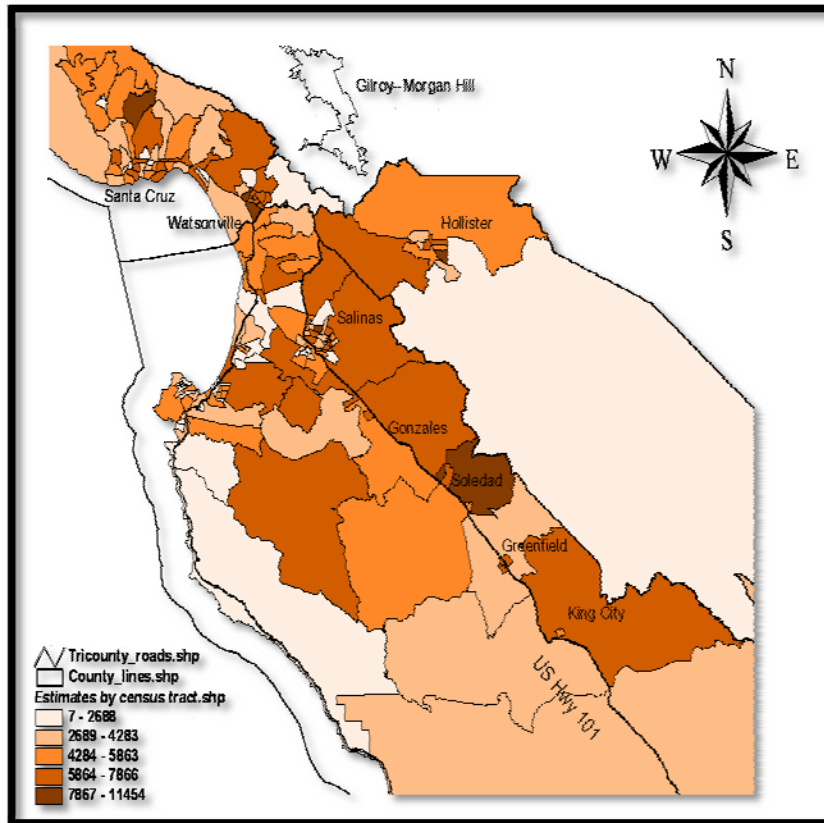 Gilroy--Morgan Hill
N
W
E
S
Santa Cruz
Watsonville
Hollister
Salinas
Gonzales
Soledad
Greenfield
King City
US Hwy 101
Tricounty_roads.shp
County_lines.shp
Estimates by census tract.shp
7 - 2688
2689 - 4283
4284 - 5863
5864 - 7866
7867 - 11454